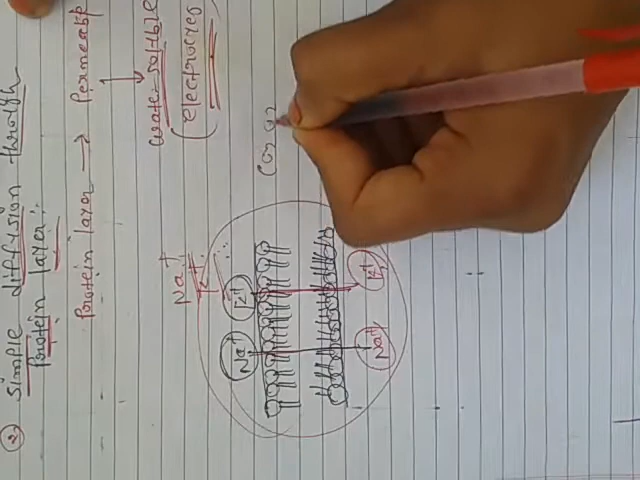 ② Simple diffusion through
Protein layer:
Protein layer → Permeable
Water soluble
(electrolytes
Na+
K+
Na+ K+
Na+ K+